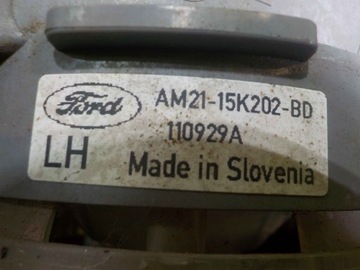 Ford
AM21-15K202-BD
110929A
LH
Made in Slovenia